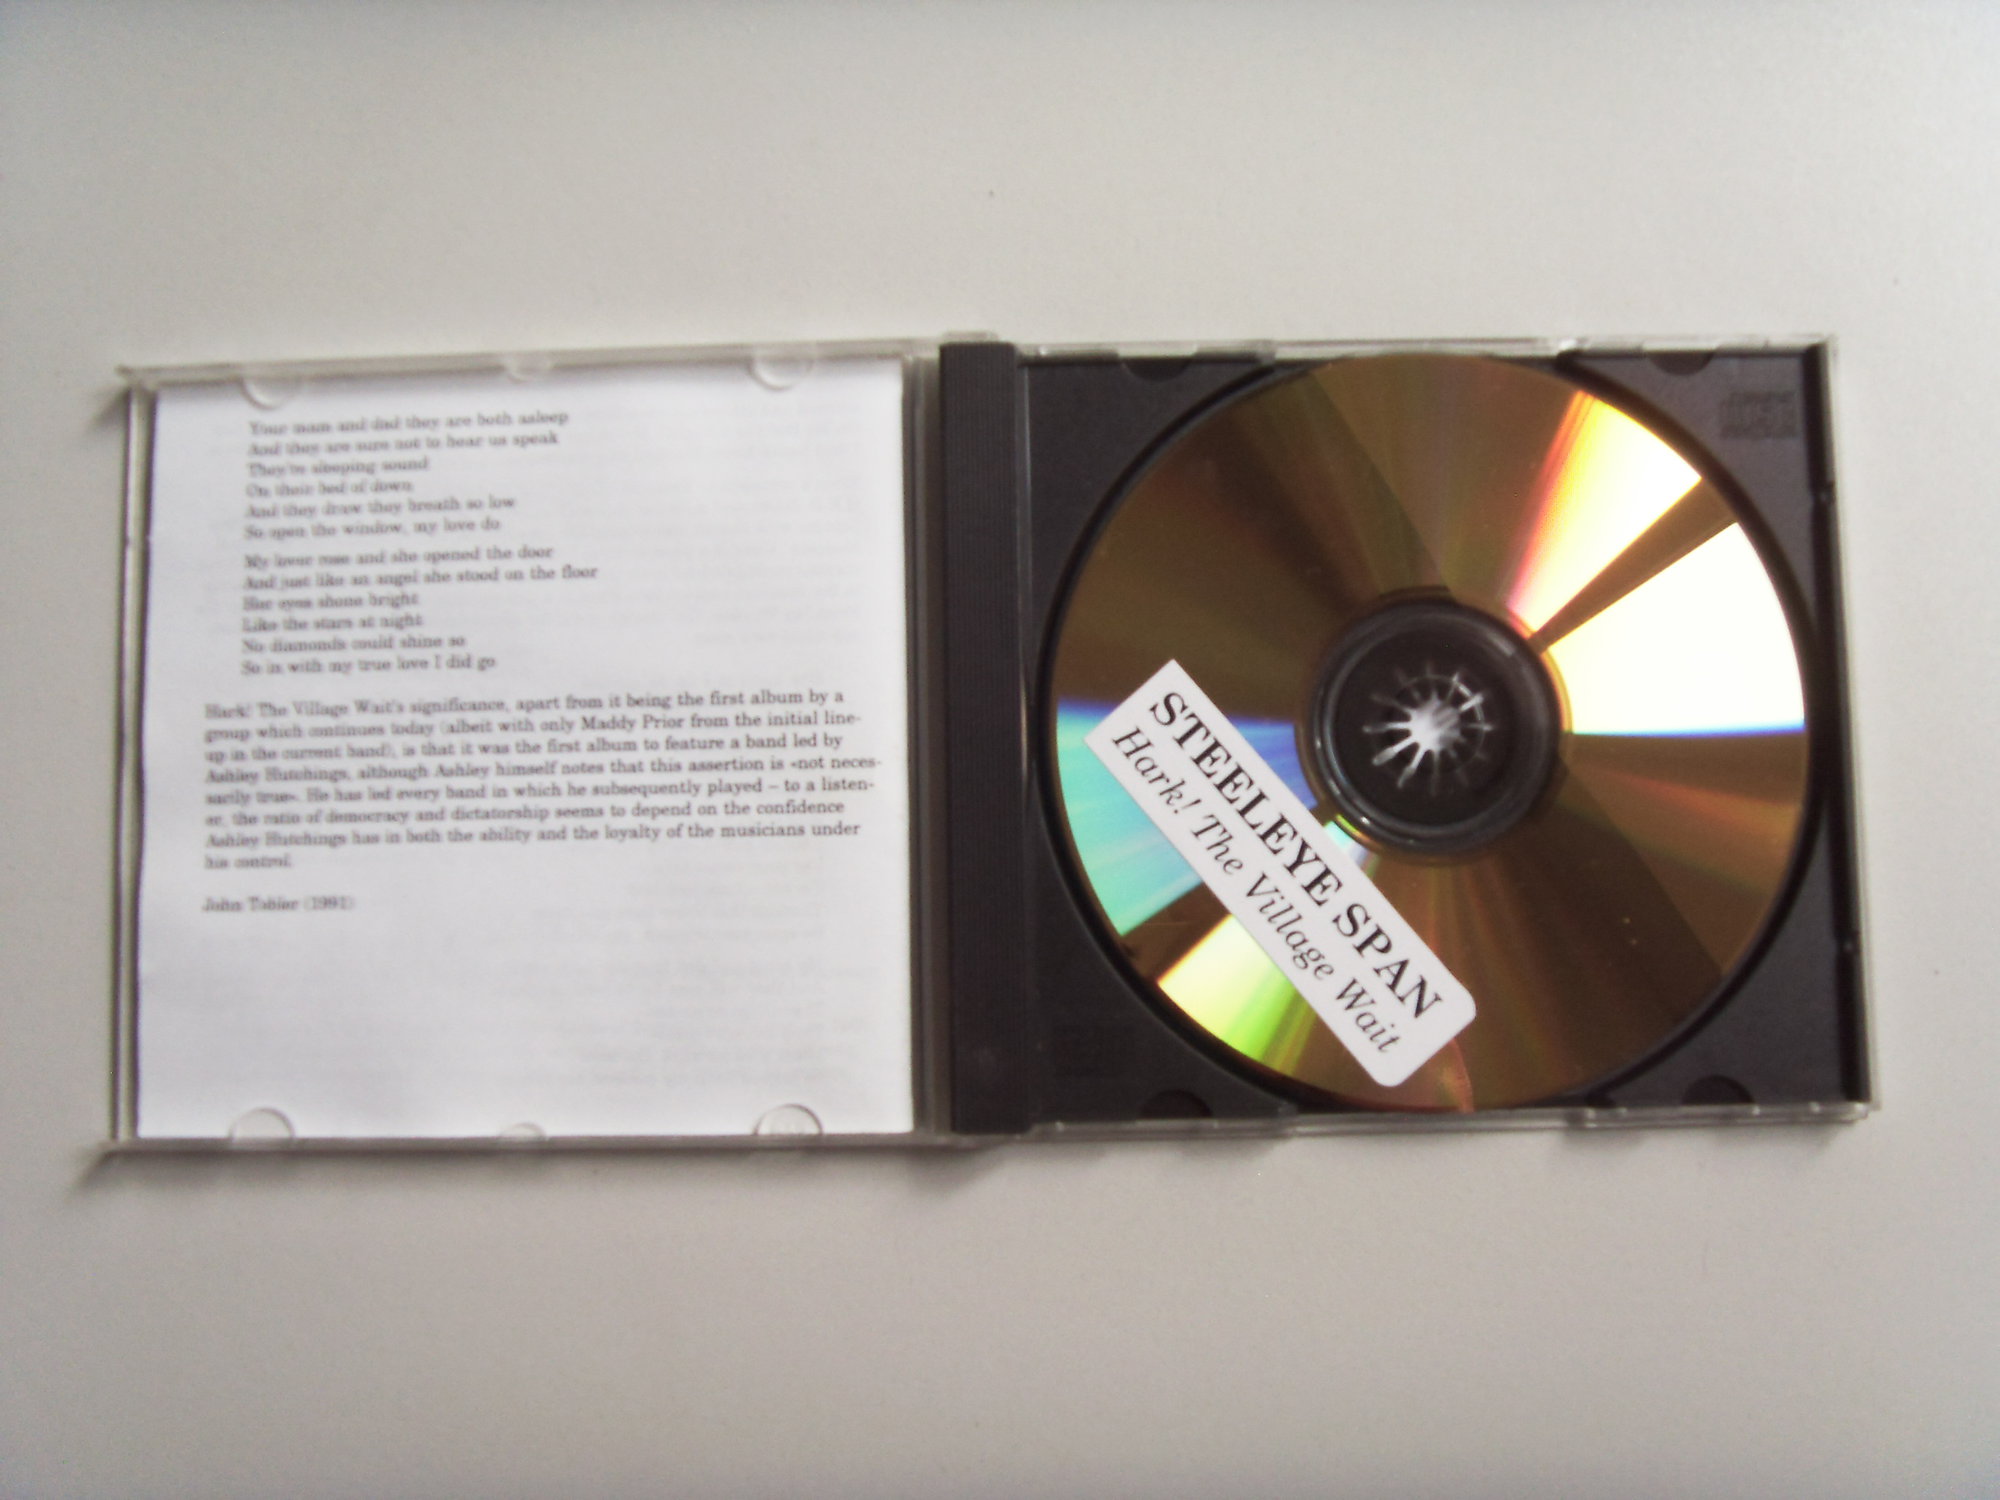 Your mam and dad they are both asleep
And they are sure not to hear us speak
They're sleeping sound
On their bed of down
And they draw they breath so low
So open the window, my love do
My lover rose and she opened the door
And just like an angel she stood on the floor
Her eyes shone bright
Like the stars at night
No diamonds could shine so
So in with my true love I did go
Hark! The Village Wait's significance, apart from it being the first album by a
group which continues today (albeit with only Maddy Prior from the initial line-
up in the current band), is that it was the first album to feature a band led by
Ashley Hutchings, although Ashley himself notes that this assertion is «not neces-
sarily true». He has led every band in which he subsequently played – to a listen-
er, the ratio of democracy and dictatorship seems to depend on the confidence
Ashley Hutchings has in both the ability and the loyalty of the musicians under
his control.
John Tobler (1991)
STEELEYE SPAN
Hark! The Village Wait